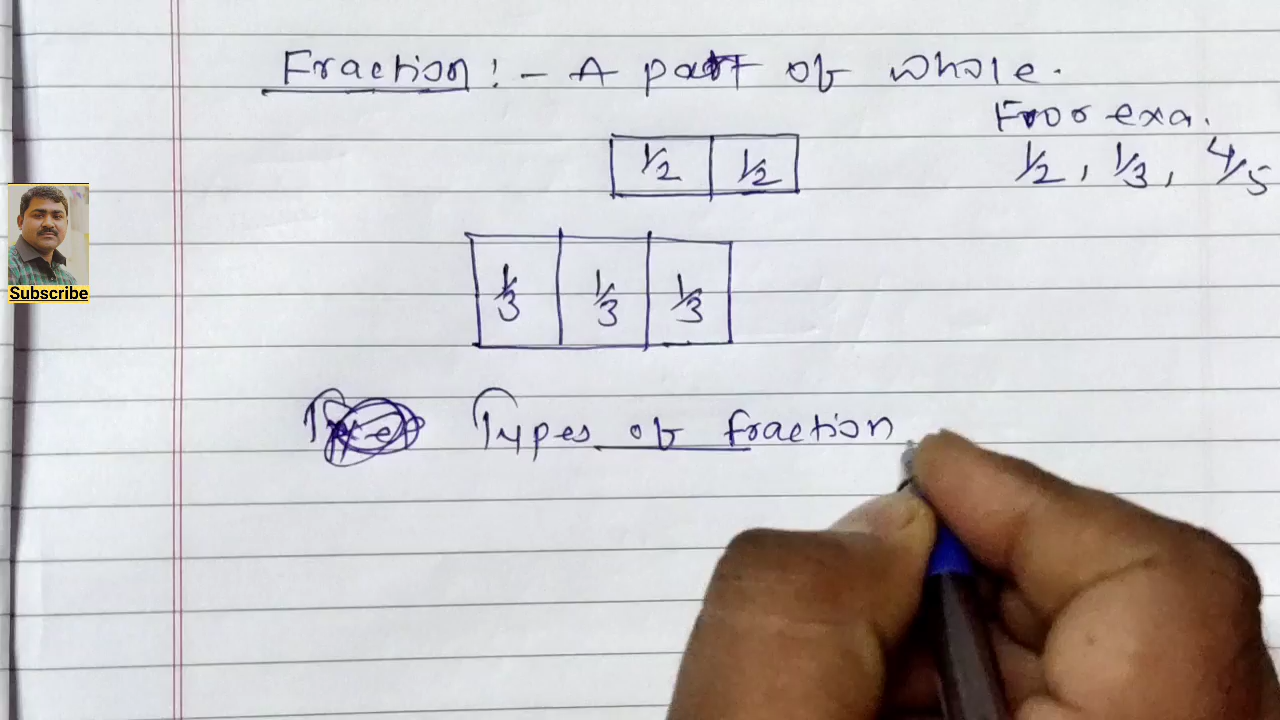 Fraction :- A part of whole.
For exa.
1/2, 1/3, 4/5
1/2 1/2
1/3 1/3 1/3
Types of fraction
Subscribe